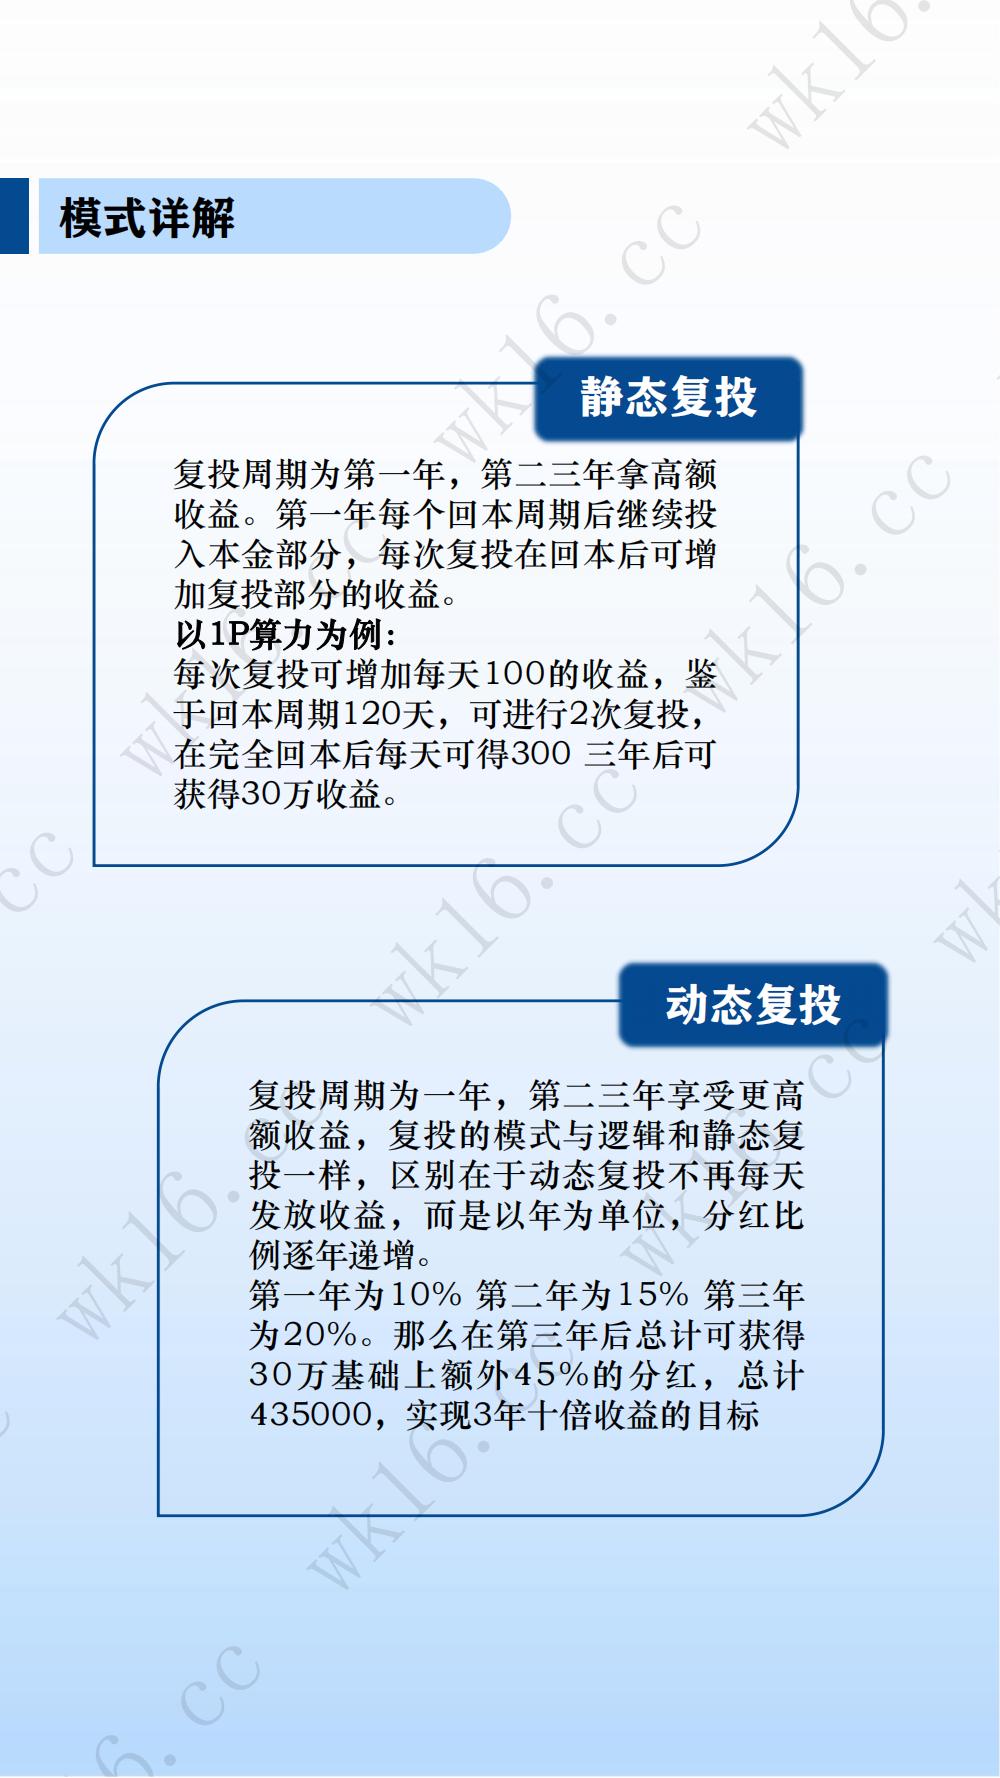 模式详解
静态复投
复投周期为第一年，第二三年拿高额
收益。第一年每个回本周期后继续投
入本金部分，每次复投在回本后可增
加复投部分的收益。
以1P算力为例：
每次复投可增加每天100的收益，鉴
于回本周期120天，可进行2次复投，
在完全回本后每天可得300 三年后可
获得30万收益。
动态复投
复投周期为一年，第二三年享受更高
额收益，复投的模式与逻辑和静态复
投一样，区别在于动态复投不再每天
发放收益，而是以年为单位，分红比
例逐年递增。
第一年为10% 第二年为15% 第三年
为20%。那么在第三年后总计可获得
30万基础上额外45%的分红，总计
435000，实现3年十倍收益的目标
wk16.cc
wk16.cc
wk16.cc
wk16.cc
wk16.cc
wk16.cc
wk16.cc
wk16.cc